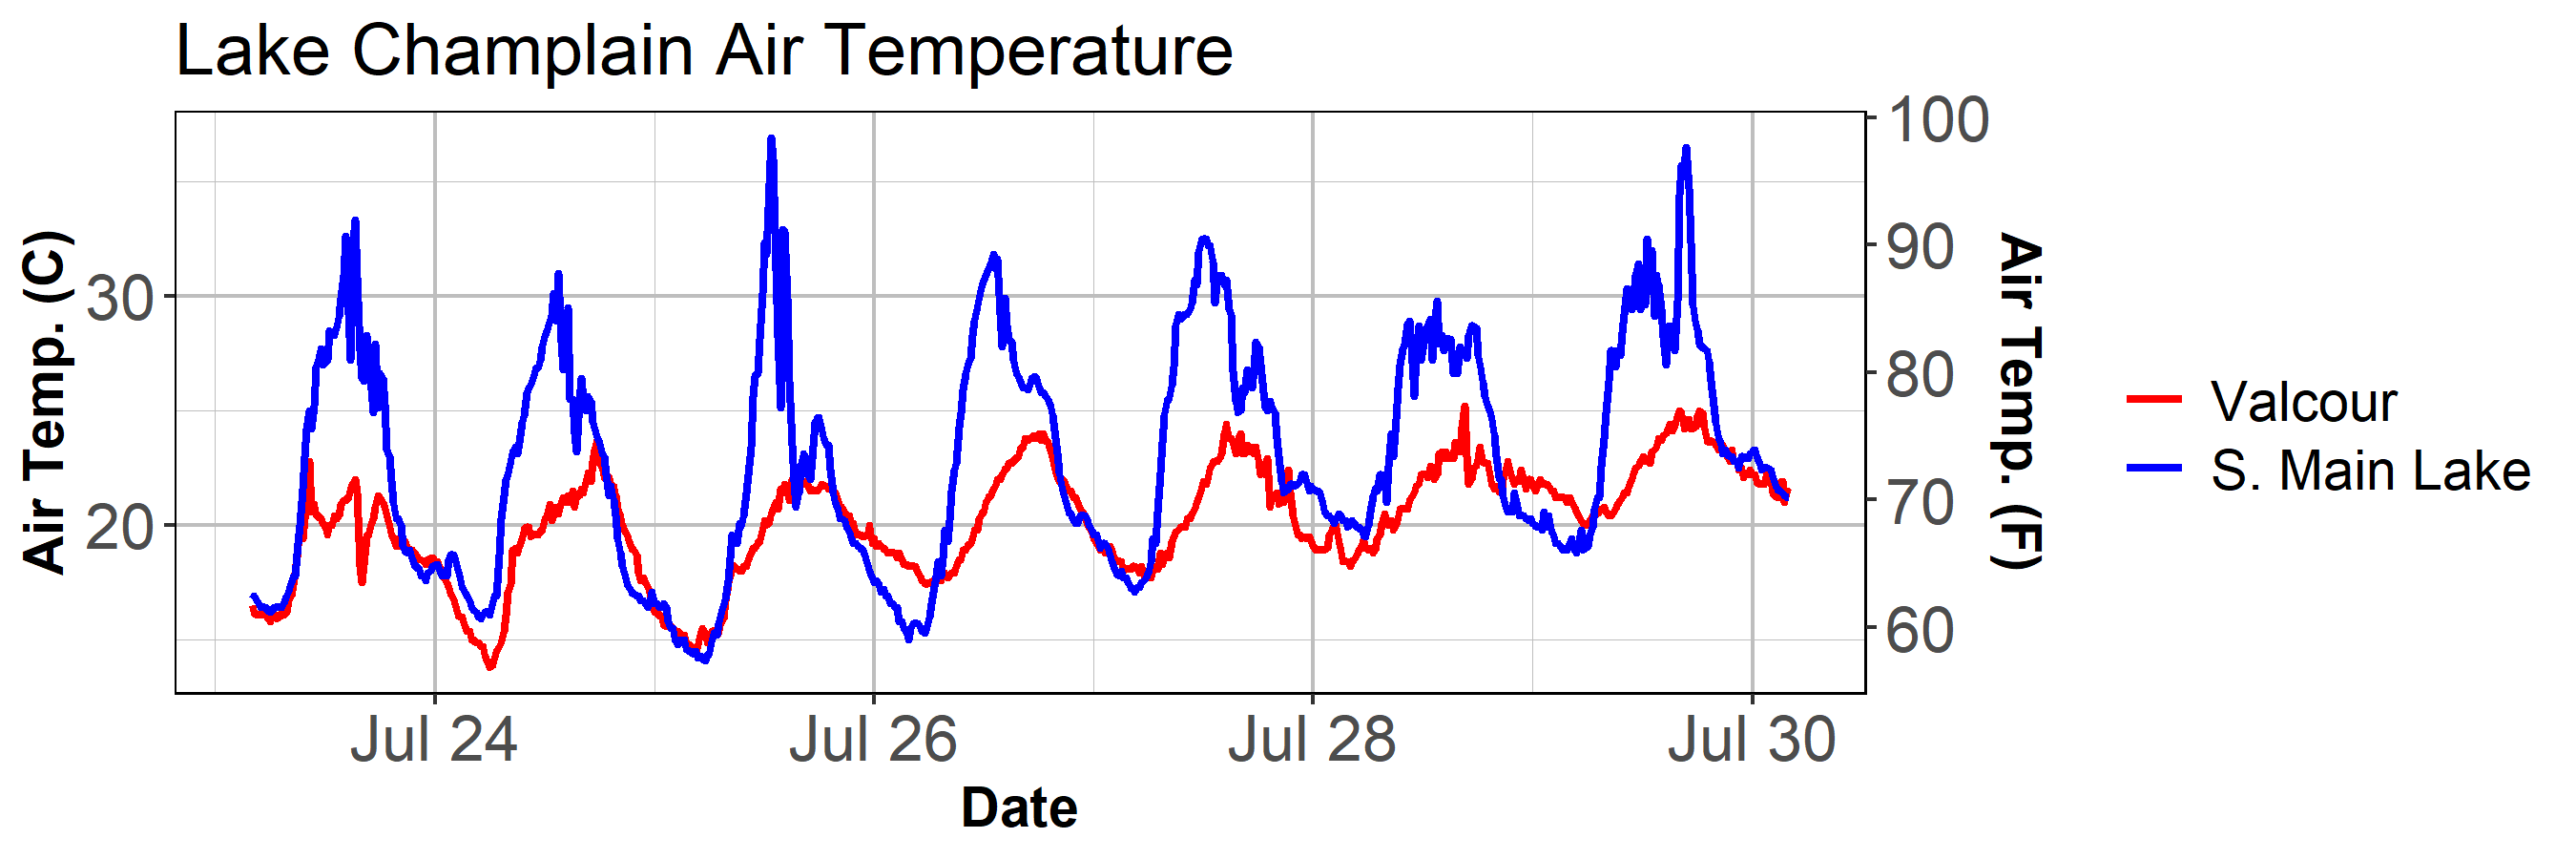 Lake Champlain Air Temperature
Air Temp. (C)
30
20
100
90
80
70
60
Air Temp. (F)
Valcour
S. Main Lake
Jul 24
Jul 26
Jul 28
Jul 30
Date